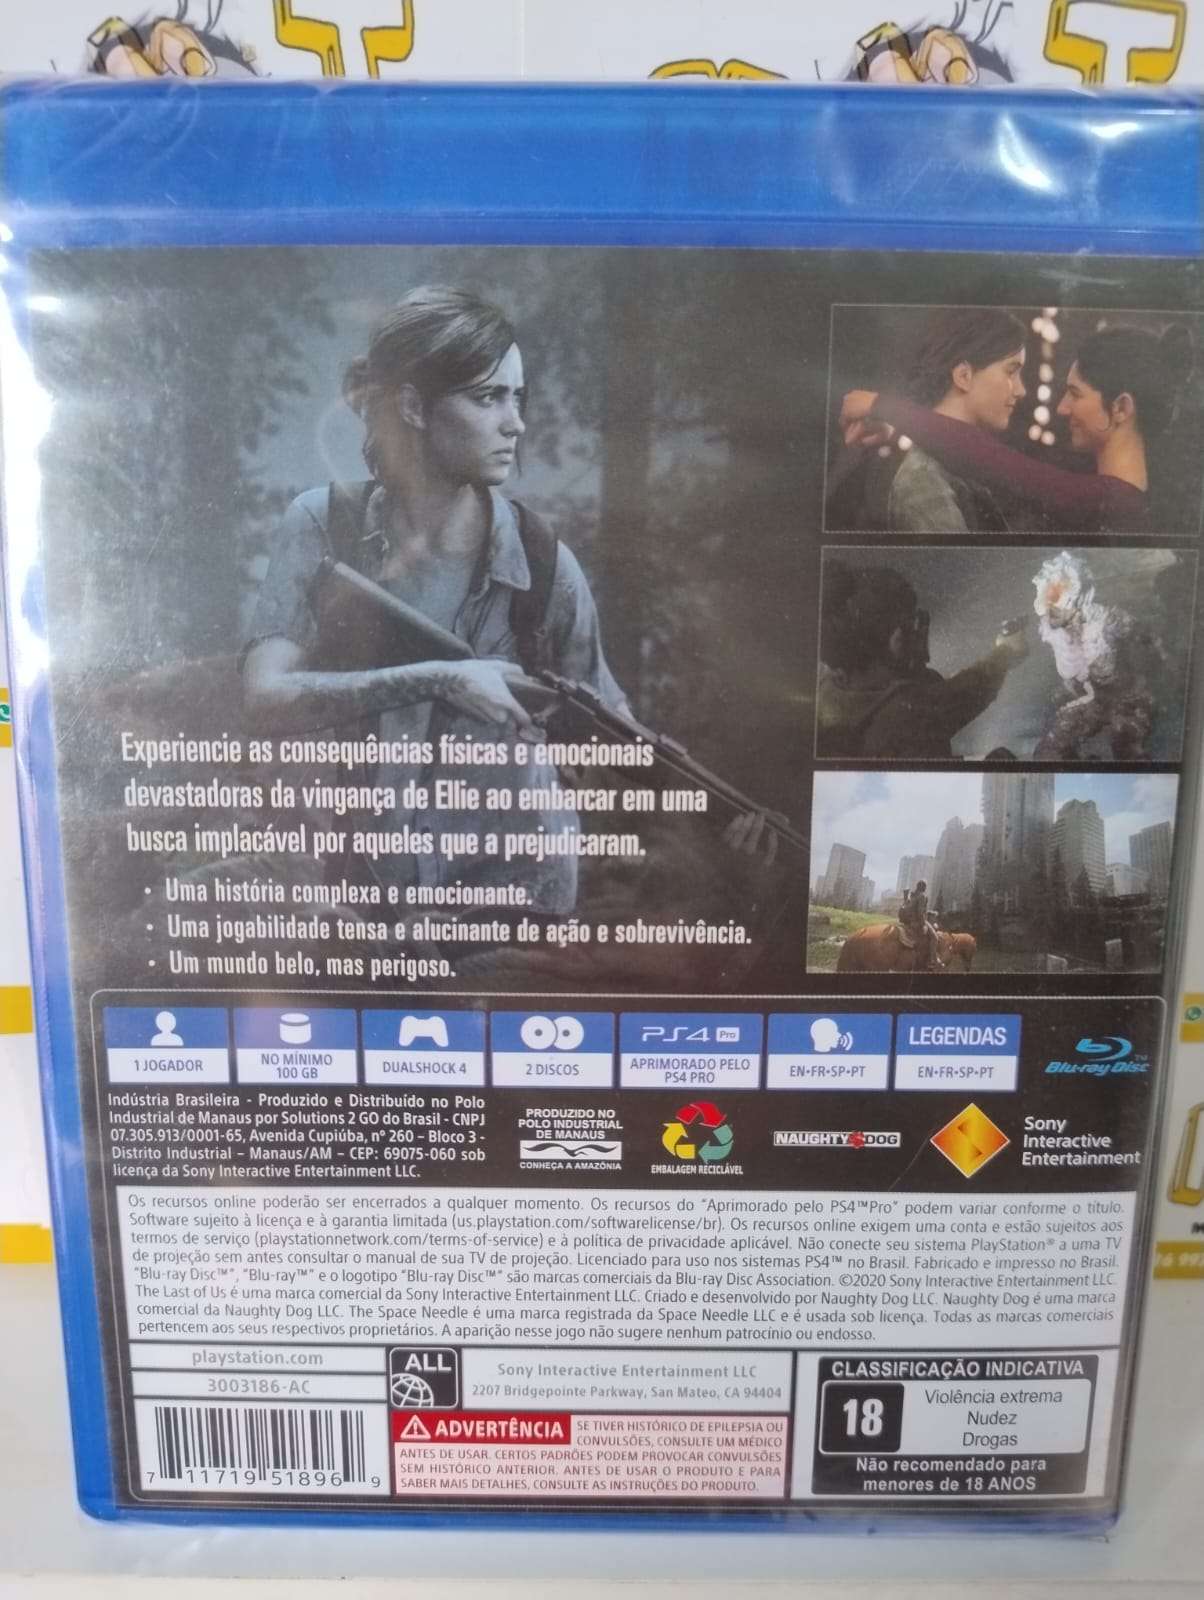 Experiencie as consequências físicas e emocionais
devastadoras da vingança de Ellie ao embarcar em uma
busca implacável por aqueles que a prejudicaram.
• Uma história complexa e emocionante.
• Uma jogabilidade tensa e alucinante de ação e sobrevivência.
• Um mundo belo, mas perigoso.
1 JOGADOR
NO MÍNIMO
100 GB
DUALSHOCK 4
2 DISCOS
PS4 Pro
APRIMORADO PELO
PS4 PRO
EN•FR•SP•PT
LEGENDAS
EN•FR•SP•PT
Blu-ray Disc™
Indústria Brasileira - Produzido e Distribuído no Polo
Industrial de Manaus por Solutions 2 GO do Brasil - CNPJ
07.305.913/0001-65, Avenida Cupiúba, nº 260 – Bloco 3 -
Distrito Industrial – Manaus/AM – CEP: 69075-060 sob
licença da Sony Interactive Entertainment LLC.
PRODUZIDO NO
POLO INDUSTRIAL
DE MANAUS
CONHEÇA A AMAZÔNIA
EMBALAGEM RECICLÁVEL
NAUGHTY DOG
Sony
Interactive
Entertainment
Os recursos online poderão ser encerrados a qualquer momento. Os recursos do "Aprimorado pelo PS4™Pro" podem variar conforme o título.
Software sujeito à licença e à garantia limitada (us.playstation.com/softwarelicense/br). Os recursos online exigem uma conta e estão sujeitos aos
termos de serviço (playstationnetwork.com/terms-of-service) e à política de privacidade aplicável. Não conecte seu sistema PlayStation® a uma TV
de projeção sem antes consultar o manual de sua TV de projeção. Licenciado para uso nos sistemas PS4™ no Brasil. Fabricado e impresso no Brasil.
"Blu-ray Disc™", "Blu-ray™" e o logotipo "Blu-ray Disc™" são marcas comerciais da Blu-ray Disc Association. ©2020 Sony Interactive Entertainment LLC.
The Last of Us é uma marca comercial da Sony Interactive Entertainment LLC. Criado e desenvolvido por Naughty Dog LLC. Naughty Dog é uma marca
comercial da Naughty Dog LLC. The Space Needle é uma marca registrada da Space Needle LLC e é usada sob licença. Todas as marcas comerciais
pertencem aos seus respectivos proprietários. A aparição nesse jogo não sugere nenhum patrocínio ou endosso.
playstation.com
3003186-AC
ALL
Sony Interactive Entertainment LLC
2207 Bridgepointe Parkway, San Mateo, CA 94404
ADVERTÊNCIA SE TIVER HISTÓRICO DE EPILEPSIA OU
CONVULSÕES, CONSULTE UM MÉDICO
ANTES DE USAR. CERTOS PADRÕES PODEM PROVOCAR CONVULSÕES
SEM HISTÓRICO ANTERIOR. ANTES DE USAR O PRODUTO E PARA
SABER MAIS DETALHES, CONSULTE AS INSTRUÇÕES DO PRODUTO.
7 11719 51896 9
CLASSIFICAÇÃO INDICATIVA
18
Violência extrema
Nudez
Drogas
Não recomendado para
menores de 18 ANOS